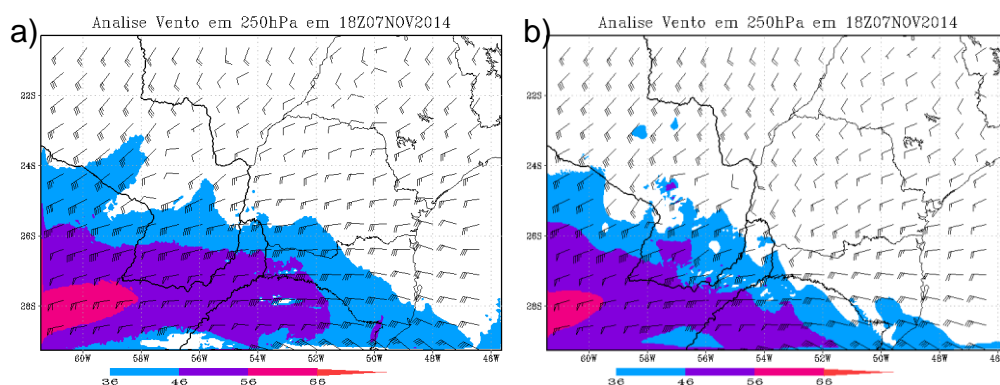 a) Analise Vento em 250hPa em 18Z07NOV2014
22S
24S
26S
28S
60W 58W 56W 54W 52W 50W 48W 46W
36 46 56 66
b) Analise Vento em 250hPa em 18Z07NOV2014
22S
24S
26S
28S
60W 58W 56W 54W 52W 50W 48W
36 46 56 66